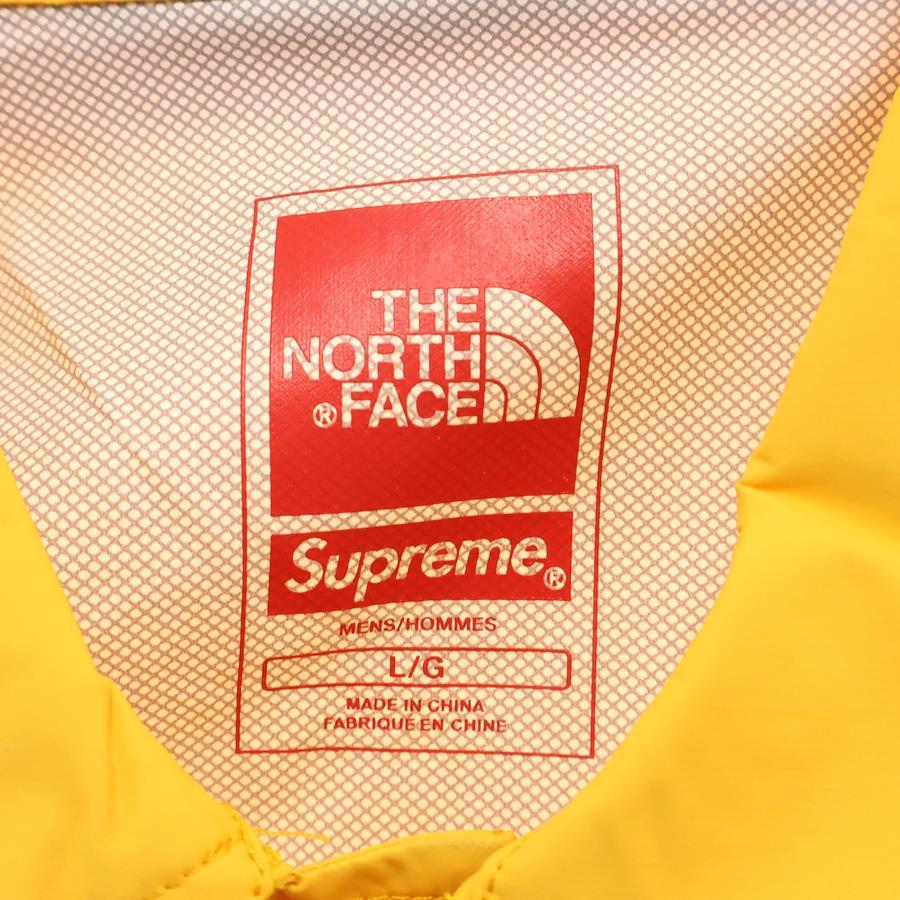 THE
NORTH
®FACE
Supreme®
MENS/HOMMES
L/G
MADE IN CHINA
FABRIQUÉ EN CHINE